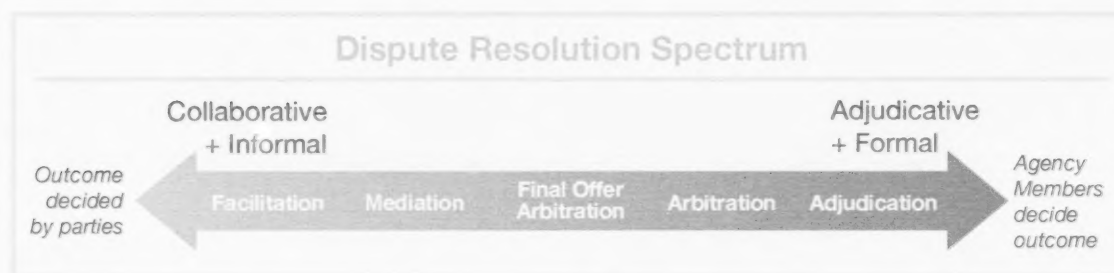 Dispute Resolution Spectrum
Collaborative
+ Informal
Adjudicative
+ Formal
Outcome
decided
by parties
Facilitation
Mediation
Final Offer
Arbitration
Arbitration
Adjudication
Agency
Members
decide
outcome